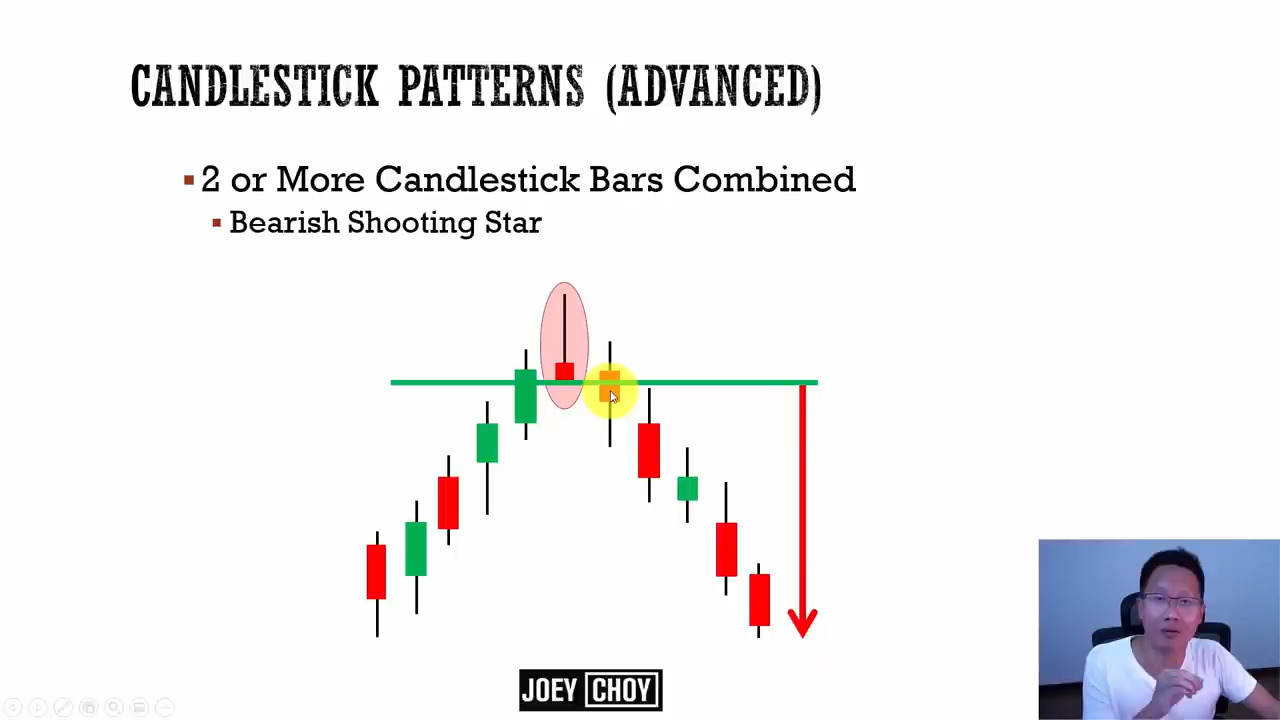 CANDLESTICK PATTERNS (ADVANCED)
2 or More Candlestick Bars Combined
Bearish Shooting Star
JOEY CHOY